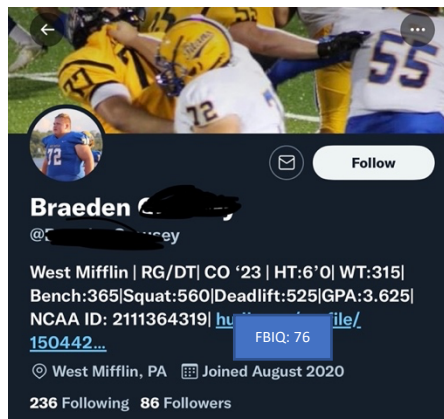 Titans
55
72
72
Follow
Braeden
West Mifflin | RG/DT| CO ‘23 | HT:6’0| WT:315|
Bench:365|Squat:560|Deadlift:525|GPA:3.625|
NCAA ID: 2111364319|
150442...
FBIQ: 76
West Mifflin, PA Joined August 2020
236 Following 86 Followers